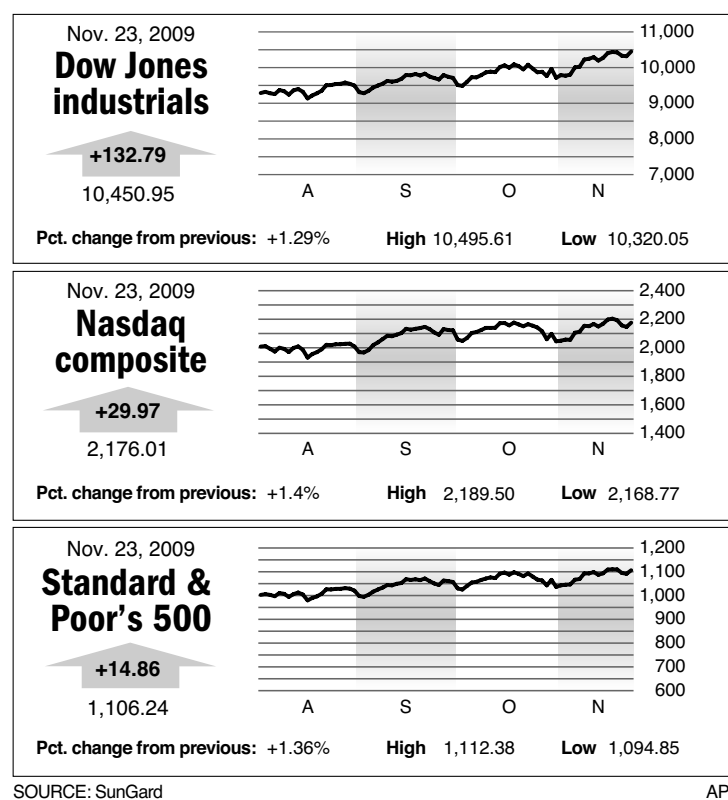 Nov. 23, 2009
Dow Jones
industrials
+132.79
10,450.95
11,000
10,000
9,000
8,000
7,000
A S O N
Pct. change from previous: +1.29% High 10,495.61 Low 10,320.05
Nov. 23, 2009
Nasdaq
composite
+29.97
2,176.01
2,400
2,200
2,000
1,800
1,600
1,400
A S O N
Pct. change from previous: +1.4% High 2,189.50 Low 2,168.77
Nov. 23, 2009
Standard &
Poor's 500
+14.86
1,106.24
1,200
1,100
1,000
900
800
700
600
A S O N
Pct. change from previous: +1.36% High 1,112.38 Low 1,094.85
SOURCE: SunGard AP